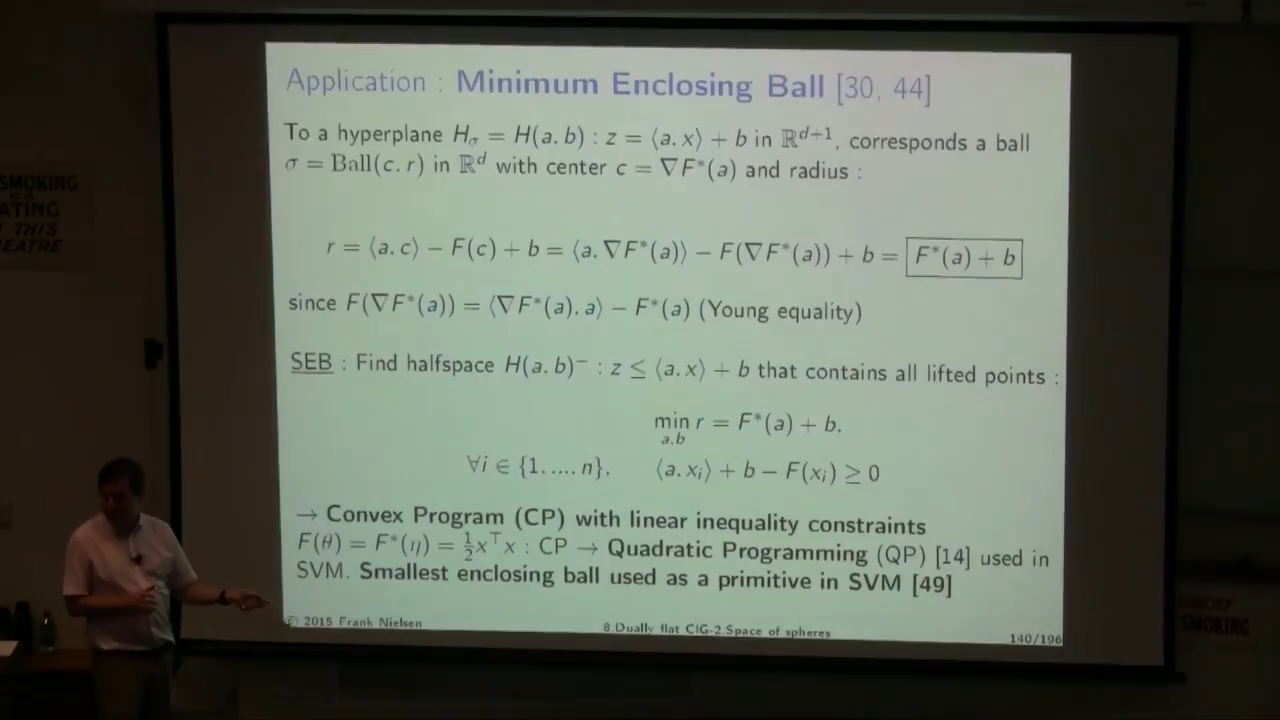 SMOKING
ATING
THIS
EATRE
Application : Minimum Enclosing Ball [30, 44]
To a hyperplane H_σ = H(a, b) : z = ⟨a, x⟩ + b in ℝ^{d+1}, corresponds a ball
σ = Ball(c, r) in ℝ^d with center c = ∇F*(a) and radius :
r = ⟨a, c⟩ − F(c) + b = ⟨a, ∇F*(a)⟩ − F(∇F*(a)) + b = F*(a) + b
since F(∇F*(a)) = ⟨∇F*(a), a⟩ − F*(a) (Young equality)
SEB : Find halfspace H(a, b)⁻ : z ≤ ⟨a, x⟩ + b that contains all lifted points :
min r = F*(a) + b,
a,b
∀i ∈ {1, ..., n}, ⟨a, x_i⟩ + b − F(x_i) ≥ 0
→ Convex Program (CP) with linear inequality constraints
F(θ) = F*(η) = ½x^⊤x : CP → Quadratic Programming (QP) [14] used in
SVM. Smallest enclosing ball used as a primitive in SVM [49]
© 2015 Frank Nielsen 8.Dually flat CIG-2.Space of spheres 140/196
SMOKING